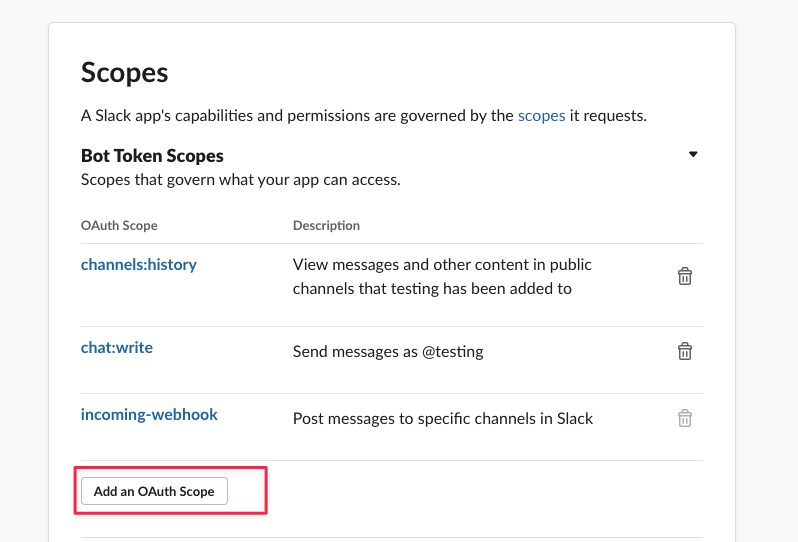 Scopes
A Slack app's capabilities and permissions are governed by the scopes it requests.
Bot Token Scopes
Scopes that govern what your app can access.
OAuth Scope Description
channels:history View messages and other content in public
channels that testing has been added to
chat:write Send messages as @testing
incoming-webhook Post messages to specific channels in Slack
Add an OAuth Scope